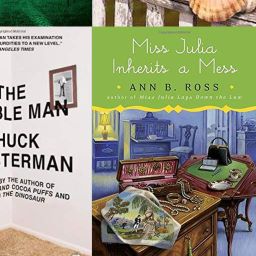 AN TAKES HIS EXAMINATION
URDITIES TO A NEW LEVEL."
ANGELES TIMES
THE
BLE MAN
HUCK
STERMAN
BY THE AUTHOR OF
AND COCOA PUFFS AND
THE DINOSAUR
Miss Julia
Inherits a Mess
ANN B. ROSS
author of Miss Julia Lays Down the Law